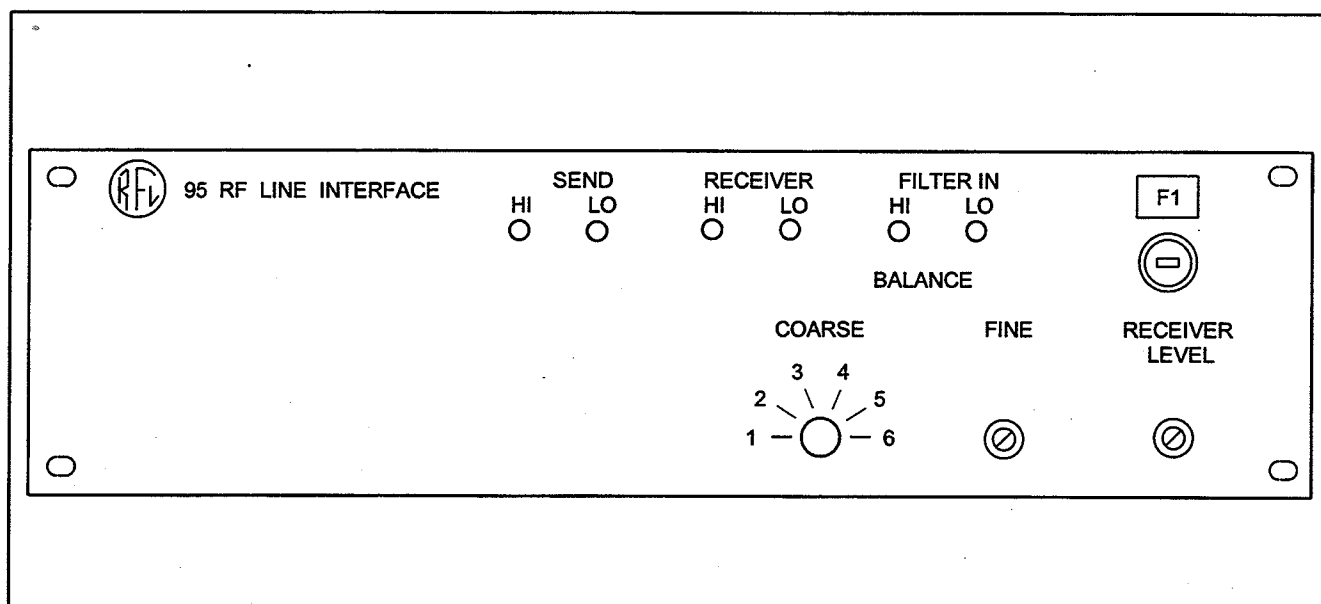 RFL 95 RF LINE INTERFACE
SEND RECEIVER FILTER IN
HI LO HI LO HI LO
F1
BALANCE
COARSE FINE RECEIVER LEVEL
1 2 3 4 5 6